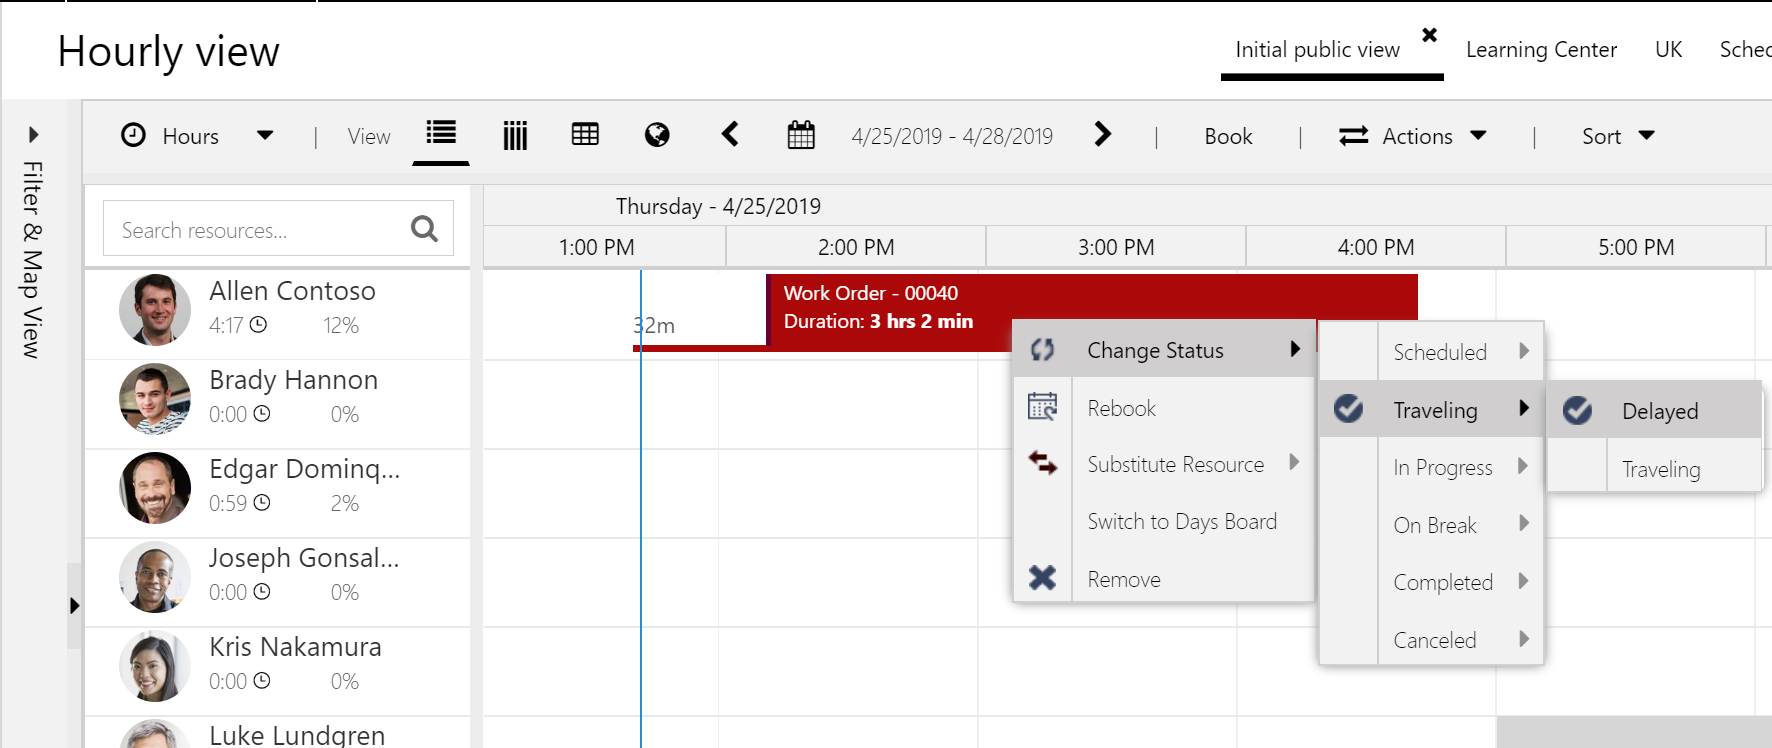 Hourly view
Initial public view
Learning Center
UK
Sched
Filter & Map View
Hours
View
4/25/2019 - 4/28/2019
Book
Actions
Sort
Search resources...
Thursday - 4/25/2019
1:00 PM
2:00 PM
3:00 PM
4:00 PM
5:00 PM
Allen Contoso
4:17
12%
32m
Work Order - 00040
Duration: 3 hrs 2 min
Brady Hannon
0:00
0%
Edgar Dominq...
0:59
2%
Joseph Gonsal...
0:00
0%
Kris Nakamura
0:00
0%
Luke Lundgren
Change Status
Rebook
Substitute Resource
Switch to Days Board
Remove
Scheduled
Traveling
In Progress
On Break
Completed
Canceled
Delayed
Traveling